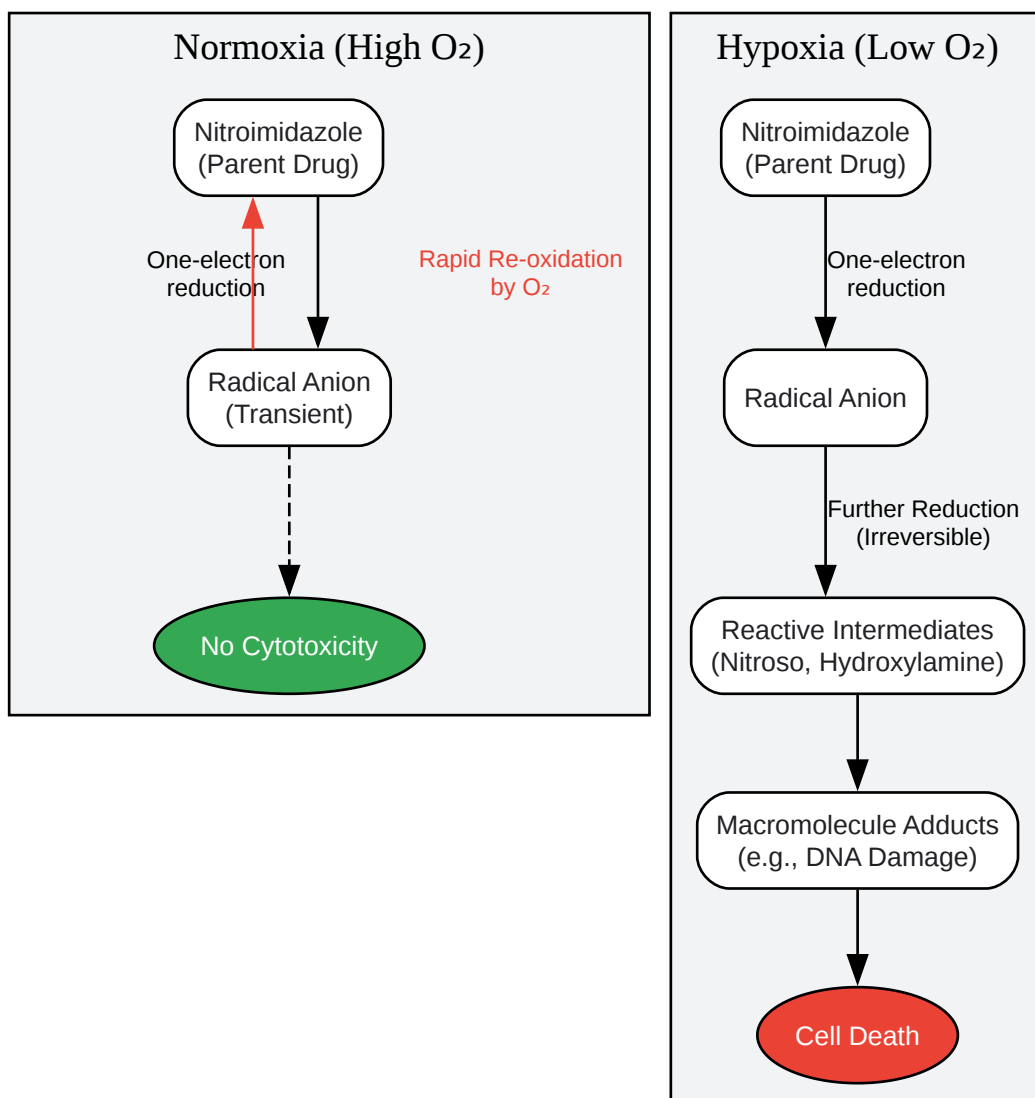 Normoxia (High O₂)
Nitroimidazole
(Parent Drug)
One-electron
reduction
Rapid Re-oxidation
by O₂
Radical Anion
(Transient)
No Cytotoxicity
Hypoxia (Low O₂)
Nitroimidazole
(Parent Drug)
One-electron
reduction
Radical Anion
Further Reduction
(Irreversible)
Reactive Intermediates
(Nitroso, Hydroxylamine)
Macromolecule Adducts
(e.g., DNA Damage)
Cell Death